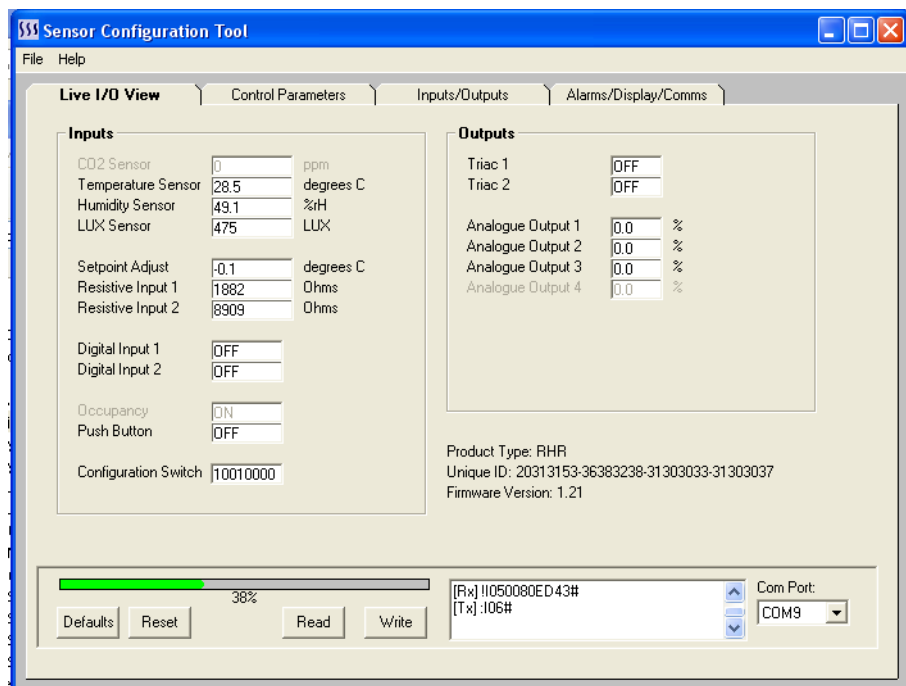 Sensor Configuration Tool
File Help
Live I/O View Control Parameters Inputs/Outputs Alarms/Display/Comms
Inputs
CO2 Sensor 0 ppm
Temperature Sensor 28.5 degrees C
Humidity Sensor 49.1 %rH
LUX Sensor 475 LUX
Setpoint Adjust -0.1 degrees C
Resistive Input 1 1882 Ohms
Resistive Input 2 8909 Ohms
Digital Input 1 OFF
Digital Input 2 OFF
Occupancy ON
Push Button OFF
Configuration Switch 10010000
Outputs
Triac 1 OFF
Triac 2 OFF
Analogue Output 1 0.0 %
Analogue Output 2 0.0 %
Analogue Output 3 0.0 %
Analogue Output 4 0.0 %
Product Type: RHR
Unique ID: 20313153-36383238-31303033-31303037
Firmware Version: 1.21
38%
Defaults Reset Read Write
[Rx] !I050080ED43#
[Tx] :I06#
Com Port:
COM9